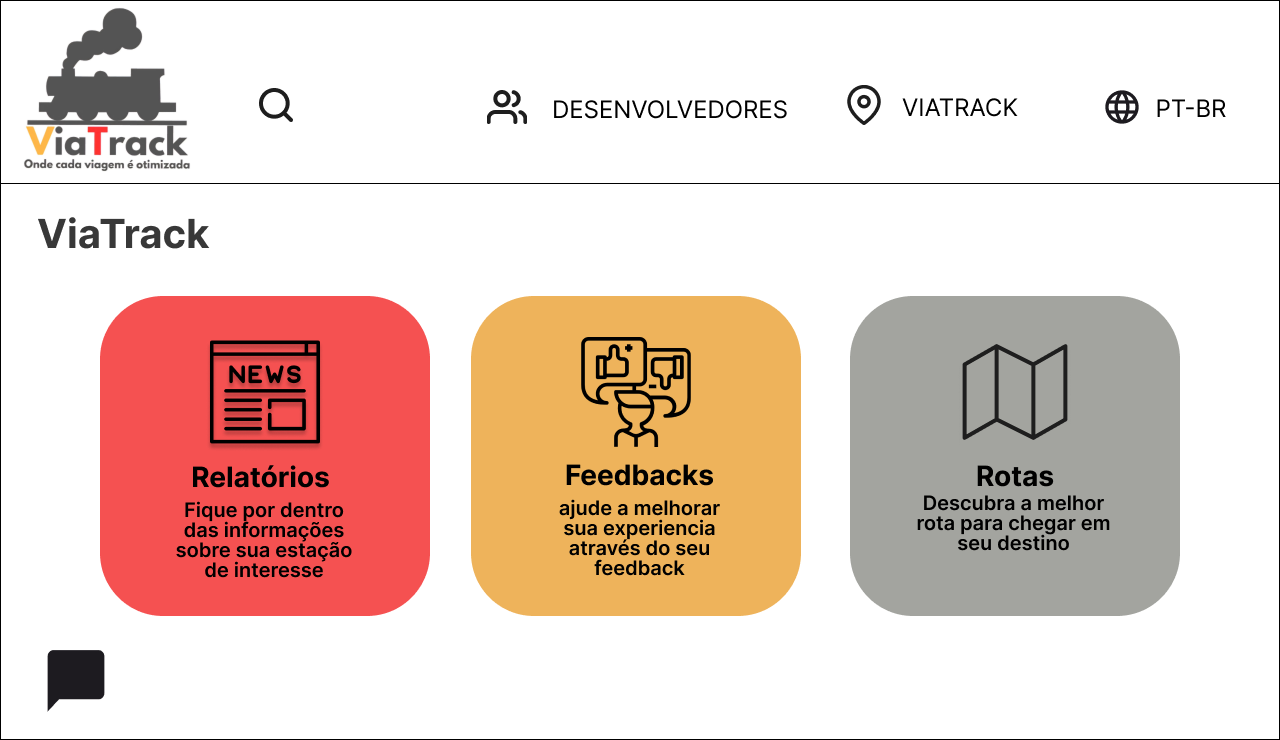 ViaTrack
Onde cada viagem é otimizada
DESENVOLVEDORES
VIATRACK
PT-BR
ViaTrack
NEWS
Relatórios
Fique por dentro
das informações
sobre sua estação
de interesse
Feedbacks
ajude a melhorar
sua experiencia
através do seu
feedback
Rotas
Descubra a melhor
rota para chegar em
seu destino